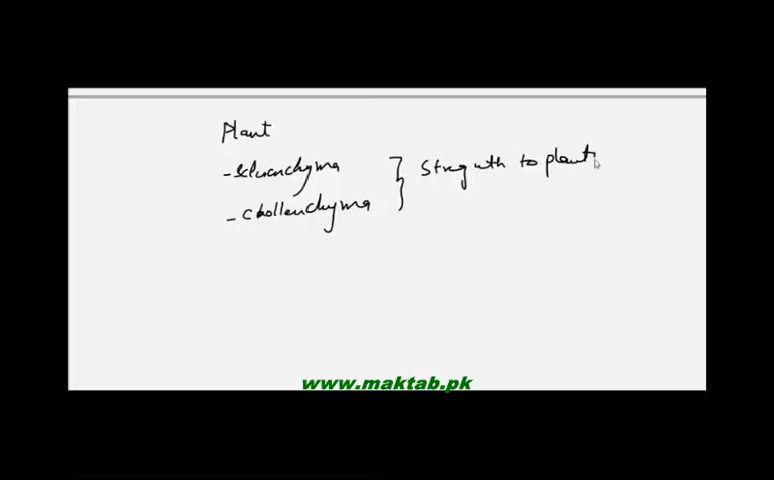 Plant
- Sclerenchyma } Strength to plant
- Chollenchyma
www.maktab.pk